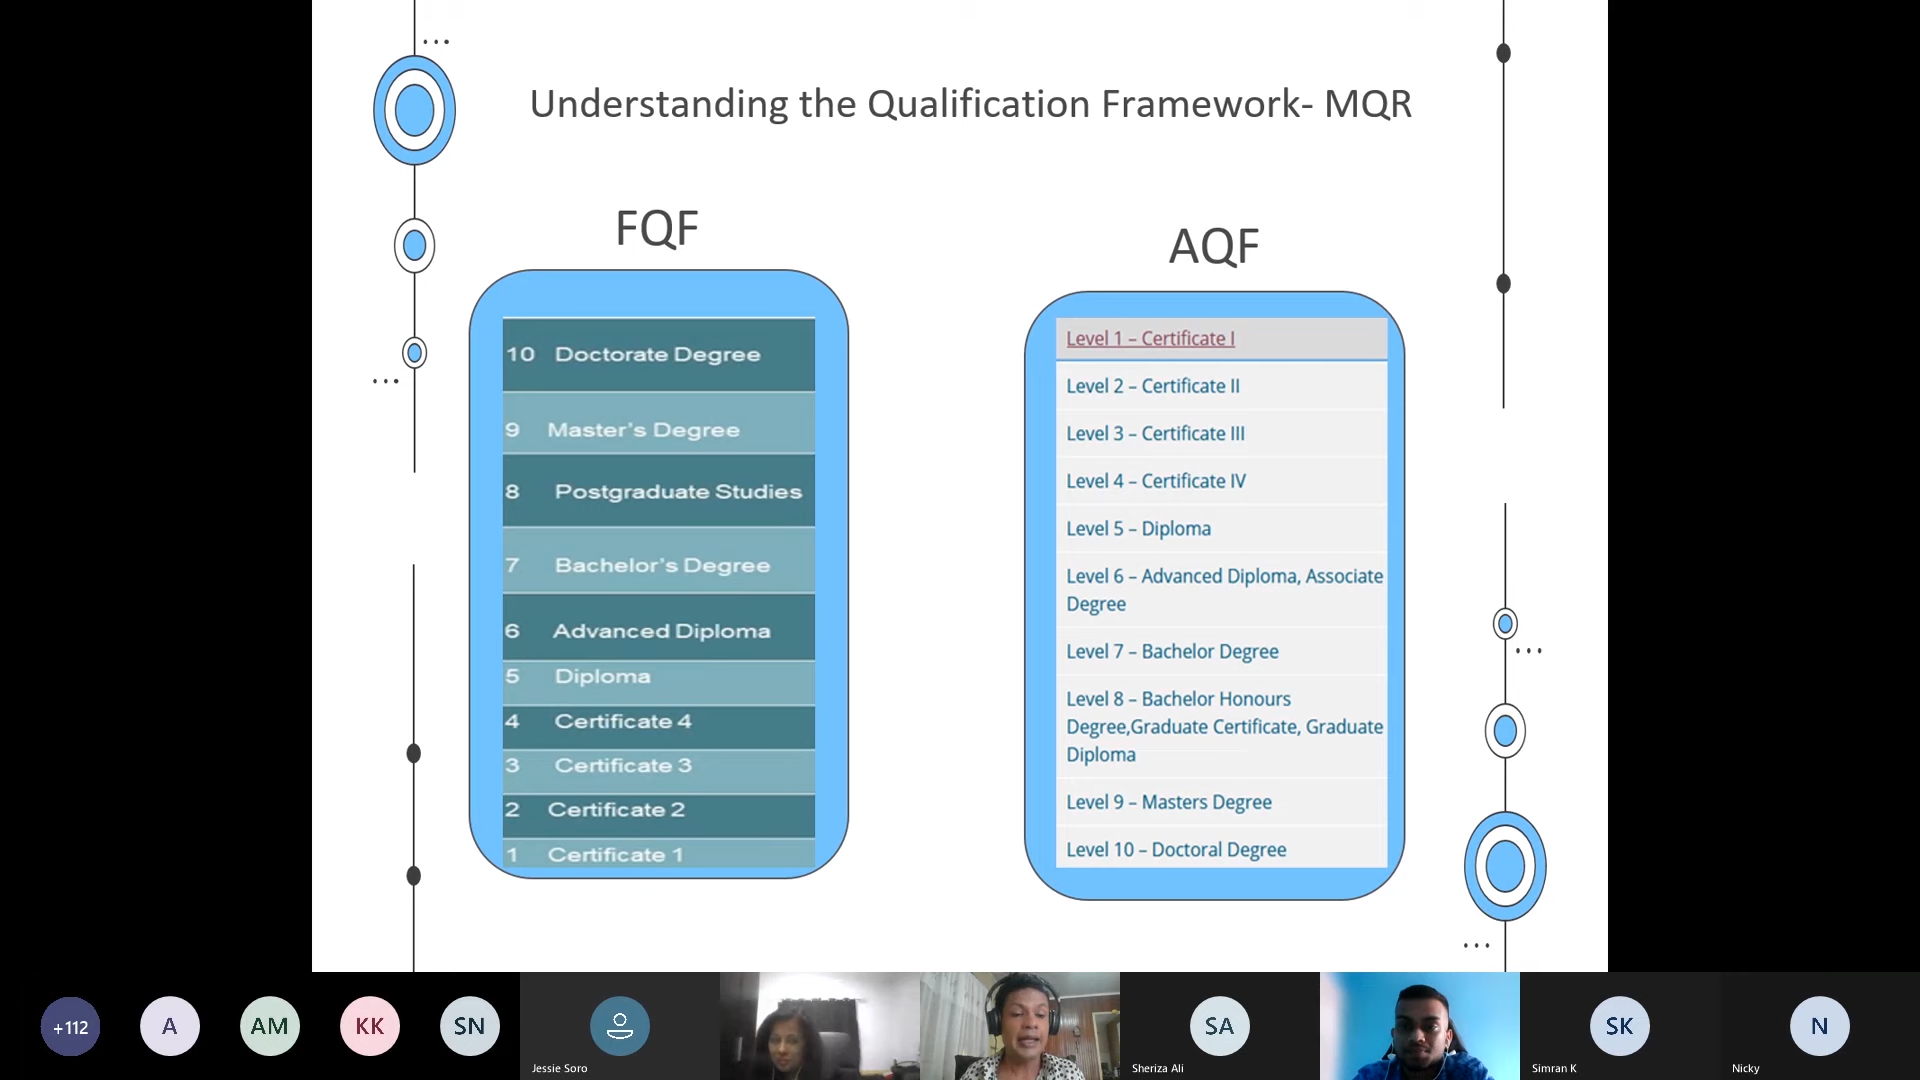 Understanding the Qualification Framework- MQR
FQF
10 Doctorate Degree
9 Master's Degree
8 Postgraduate Studies
7 Bachelor's Degree
6 Advanced Diploma
5 Diploma
4 Certificate 4
3 Certificate 3
2 Certificate 2
1 Certificate 1
AQF
Level 1 – Certificate I
Level 2 – Certificate II
Level 3 – Certificate III
Level 4 – Certificate IV
Level 5 – Diploma
Level 6 – Advanced Diploma, Associate
Degree
Level 7 – Bachelor Degree
Level 8 – Bachelor Honours
Degree,Graduate Certificate, Graduate
Diploma
Level 9 – Masters Degree
Level 10 – Doctoral Degree
+112
A
AM
KK
SN
Jessie Soro
SA
Sheriza Ali
SK
Simran K
N
Nicky